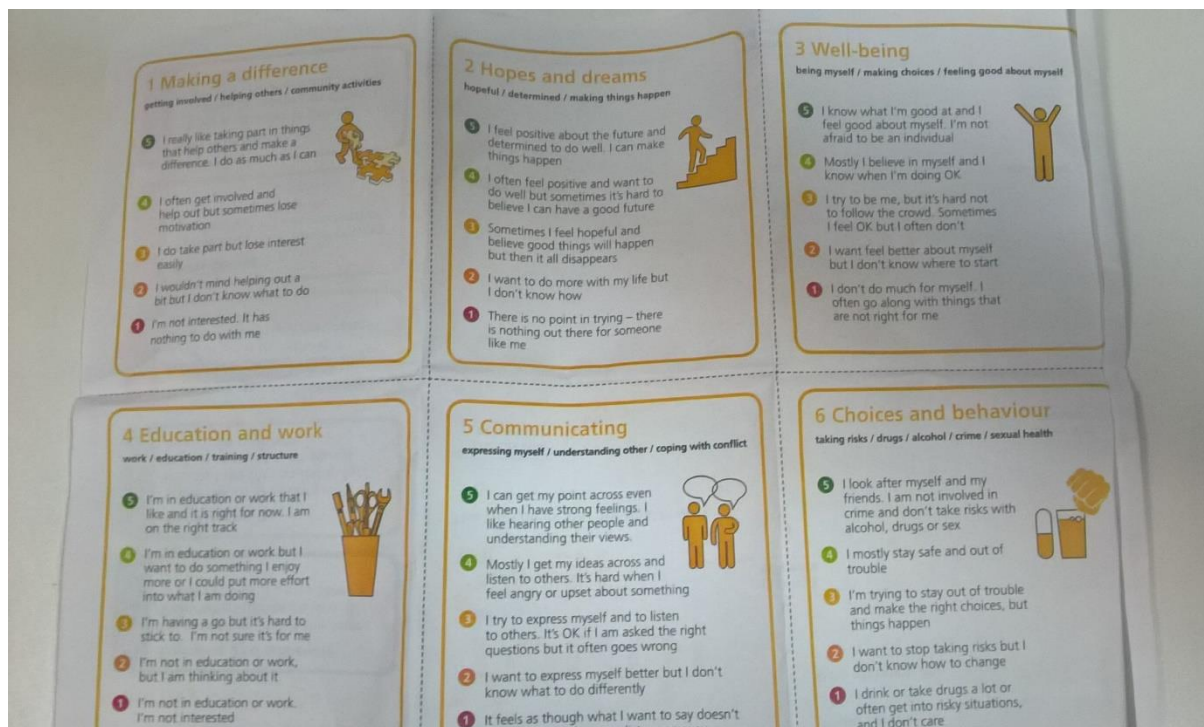 1 Making a difference
getting involved / helping others / community activities
5 I really like taking part in things
that help others and make a
difference. I do as much as I can
4 I often get involved and
help out but sometimes lose
motivation
3 I do take part but lose interest
easily
2 I wouldn't mind helping out a
bit but I don't know what to do
1 I'm not interested. It has
nothing to do with me
2 Hopes and dreams
hopeful / determined / making things happen
5 I feel positive about the future and
determined to do well. I can make
things happen
4 I often feel positive and want to
do well but sometimes it's hard to
believe I can have a good future
3 Sometimes I feel hopeful and
believe good things will happen
but then it all disappears
2 I want to do more with my life but
I don't know how
1 There is no point in trying – there
is nothing out there for someone
like me
3 Well-being
being myself / making choices / feeling good about myself
5 I know what I'm good at and I
feel good about myself. I'm not
afraid to be an individual
4 Mostly I believe in myself and I
know when I'm doing OK
3 I try to be me, but it's hard not
to follow the crowd. Sometimes
I feel OK but I often don't
2 I want feel better about myself
but I don't know where to start
1 I don't do much for myself. I
often go along with things that
are not right for me
4 Education and work
work / education / training / structure
5 I'm in education or work that I
like and it is right for now. I am
on the right track
4 I'm in education or work but I
want to do something I enjoy
more or I could put more effort
into what I am doing
3 I'm having a go but it's hard to
stick to. I'm not sure it's for me
2 I'm not in education or work,
but I am thinking about it
1 I'm not in education or work.
I'm not interested
5 Communicating
expressing myself / understanding other / coping with conflict
5 I can get my point across even
when I have strong feelings. I
like hearing other people and
understanding their views.
4 Mostly I get my ideas across and
listen to others. It's hard when I
feel angry or upset about something
3 I try to express myself and to listen
to others. It's OK if I am asked the right
questions but it often goes wrong
2 I want to express myself better but I don't
know what to do differently
1 It feels as though what I want to say doesn't
6 Choices and behaviour
taking risks / drugs / alcohol / crime / sexual health
5 I look after myself and my
friends. I am not involved in
crime and don't take risks with
alcohol, drugs or sex
4 I mostly stay safe and out of
trouble
3 I'm trying to stay out of trouble
and make the right choices, but
things happen
2 I want to stop taking risks but I
don't know how to change
1 I drink or take drugs a lot or
often get into risky situations,
and I don't care